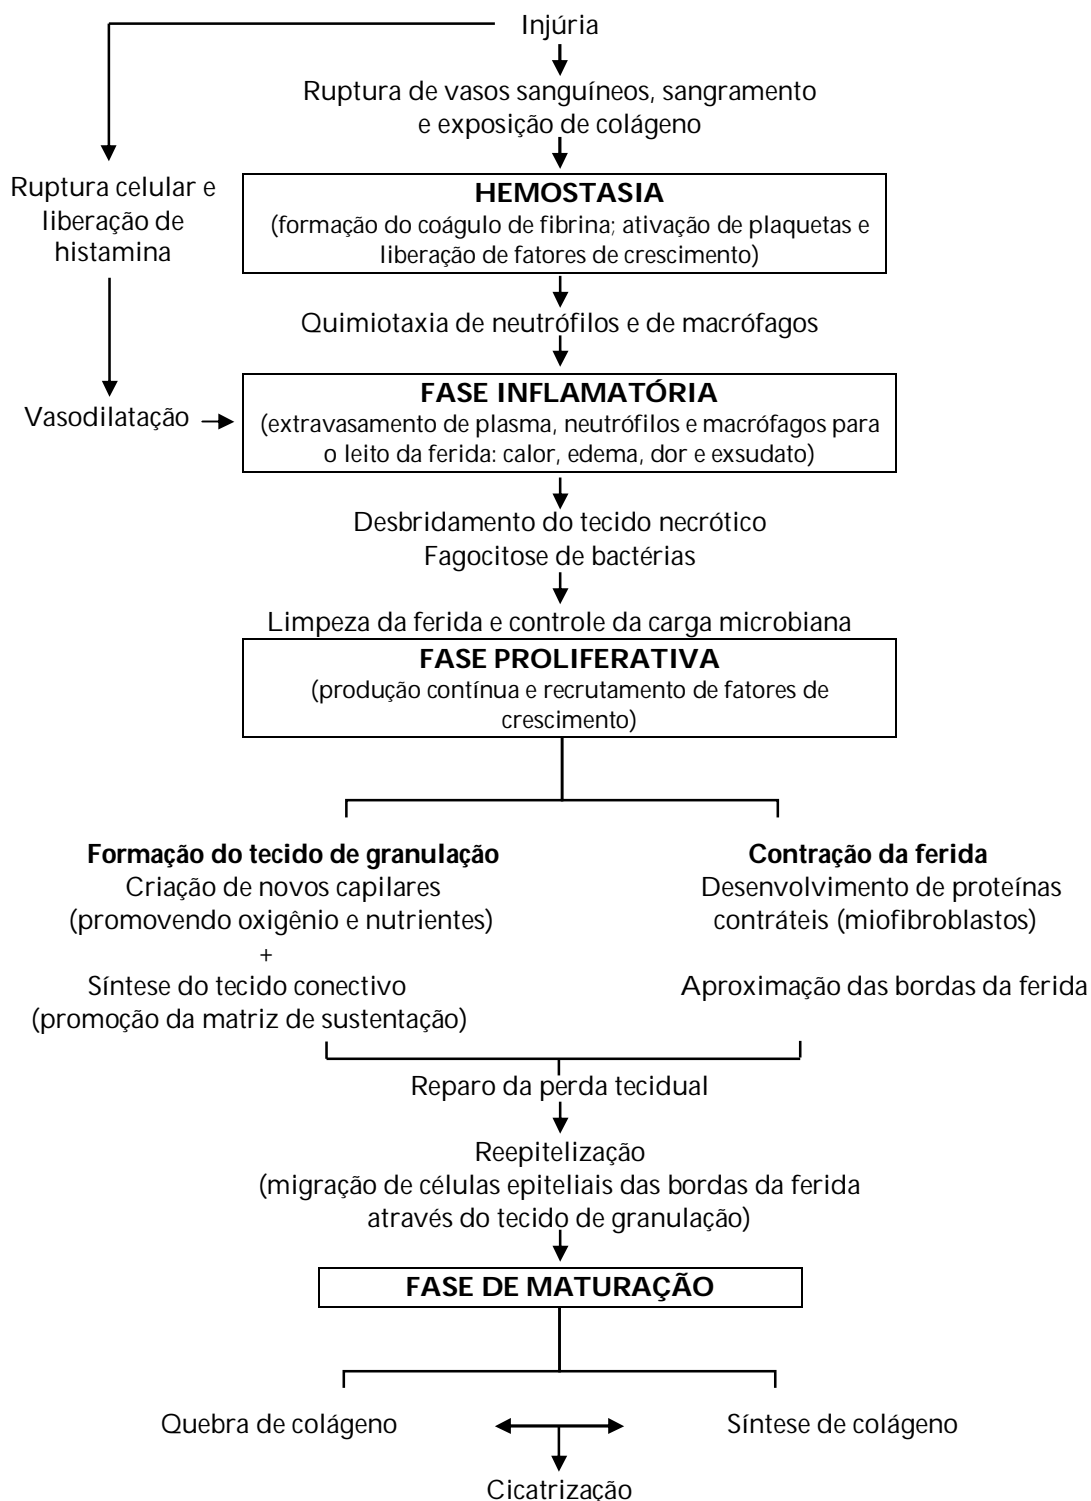 Injúria
Ruptura de vasos sanguíneos, sangramento
e exposição de colágeno
Ruptura celular e
liberação de
histamina
HEMOSTASIA
(formação do coágulo de fibrina; ativação de plaquetas e
liberação de fatores de crescimento)
Quimiotaxia de neutrófilos e de macrófagos
Vasodilatação
FASE INFLAMATÓRIA
(extravasamento de plasma, neutrófilos e macrófagos para
o leito da ferida: calor, edema, dor e exsudato)
Desbridamento do tecido necrótico
Fagocitose de bactérias
Limpeza da ferida e controle da carga microbiana
FASE PROLIFERATIVA
(produção contínua e recrutamento de fatores de
crescimento)
Formação do tecido de granulação
Criação de novos capilares
(promovendo oxigênio e nutrientes)
+
Síntese do tecido conectivo
(promoção da matriz de sustentação)
Contração da ferida
Desenvolvimento de proteínas
contráteis (miofibroblastos)
Aproximação das bordas da ferida
Reparo da perda tecidual
Reepitelização
(migração de células epiteliais das bordas da ferida
através do tecido de granulação)
FASE DE MATURAÇÃO
Quebra de colágeno
Síntese de colágeno
Cicatrização